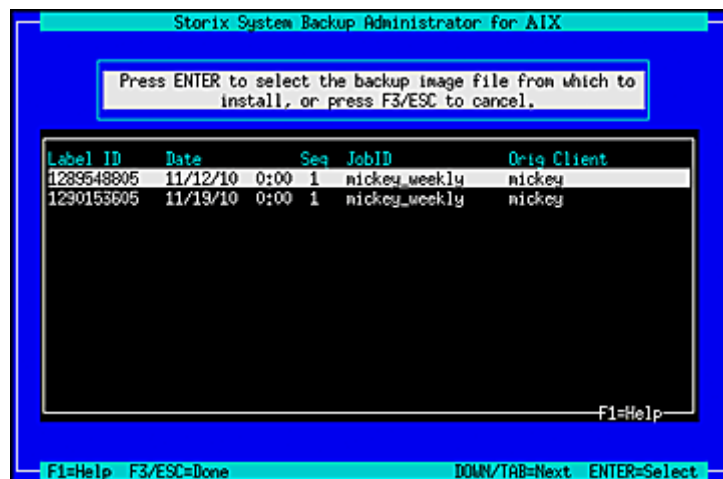 Storix System Backup Administrator for AIX
Press ENTER to select the backup image file from which to
install, or press F3/ESC to cancel.
Label ID Date Seq JobID Orig Client
1289548805 11/12/10 0:00 1 mickey_weekly mickey
1290153605 11/19/10 0:00 1 mickey_weekly mickey
F1=Help
F1=Help F3/ESC=Done DOWN/TAB=Next ENTER=Select